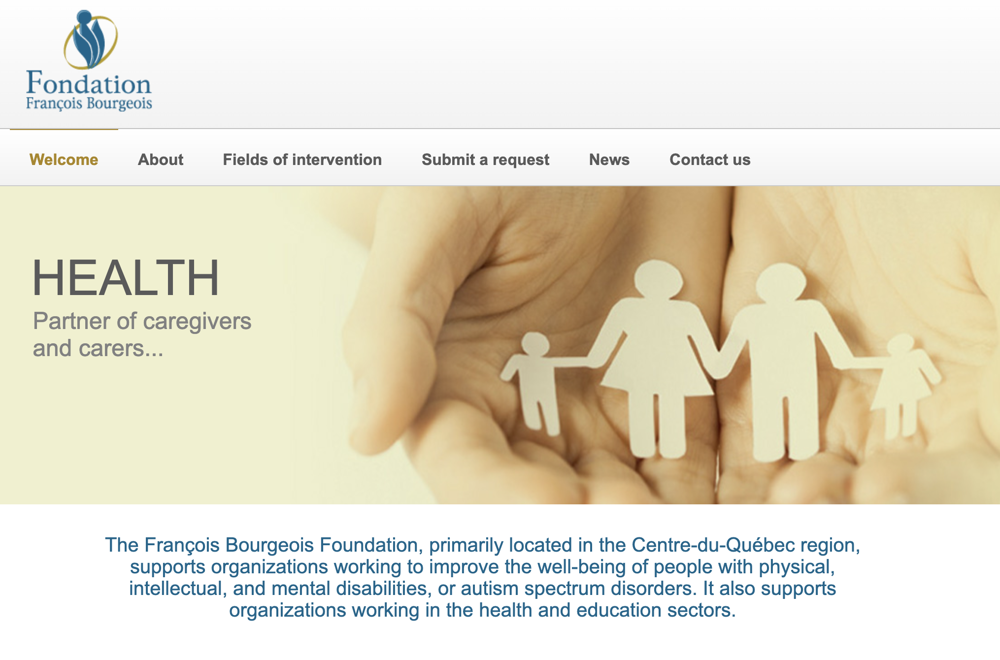 Fondation
François Bourgeois
Welcome About Fields of intervention Submit a request News Contact us
HEALTH
Partner of caregivers
and carers...
The François Bourgeois Foundation, primarily located in the Centre-du-Québec region,
supports organizations working to improve the well-being of people with physical,
intellectual, and mental disabilities, or autism spectrum disorders. It also supports
organizations working in the health and education sectors.